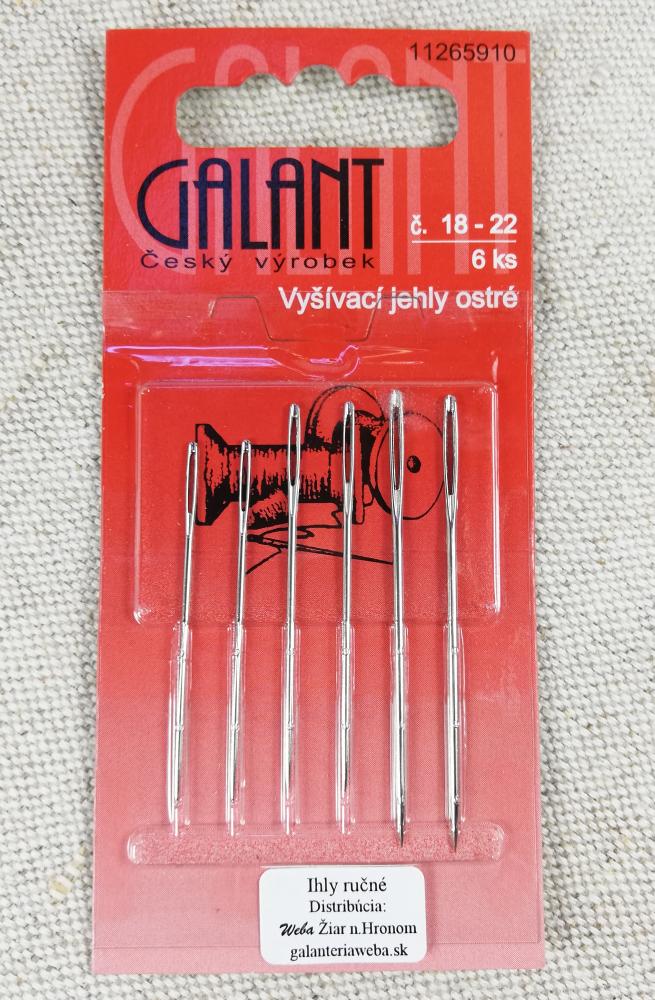 11265910
GALANT
Český výrobek
č. 18 - 22
6 ks
Vyšívací jehly ostré
Ihly ručné
Distribúcia:
Weba Žiar n.Hronom
galanteriaweba.sk